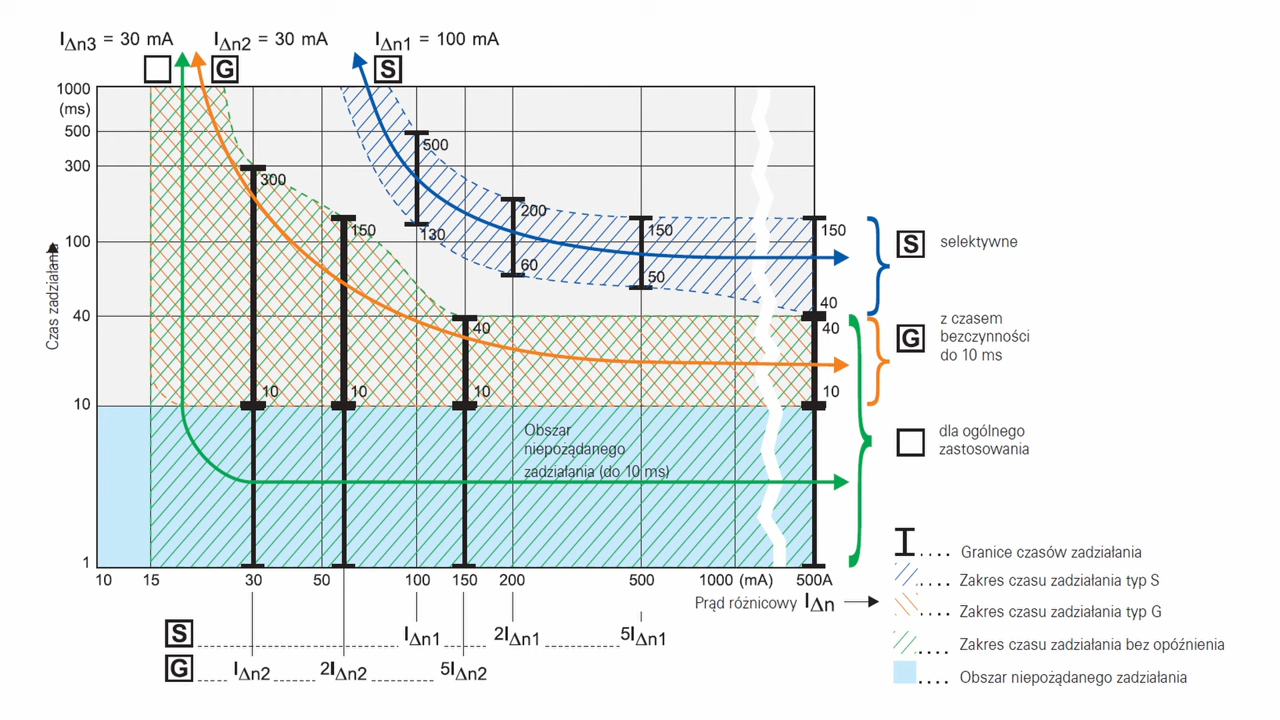 IΔn3 = 30 mA
IΔn2 = 30 mA
IΔn1 = 100 mA
G
S
1000
(ms)
500
300
100
40
10
1
Czas zadziałania
500
300
200
150
150
150
130
60
50
40
40
40
10
10
10
10
Obszar
niepożądanego
zadziałania (do 10 ms)
S
selektywne
G
z czasem
bezczynności
do 10 ms
dla ogólnego
zastosowania
10 15 30 50 100 150 200 500 1000 (mA) 500A
Prąd różnicowy IΔn
S IΔn1 2IΔn1 5IΔn1
G IΔn2 2IΔn2 5IΔn2
.... Granice czasów zadziałania
.... Zakres czasu zadziałania typ S
.... Zakres czasu zadziałania typ G
.... Zakres czasu zadziałania bez opóźnienia
.... Obszar niepożądanego zadziałania